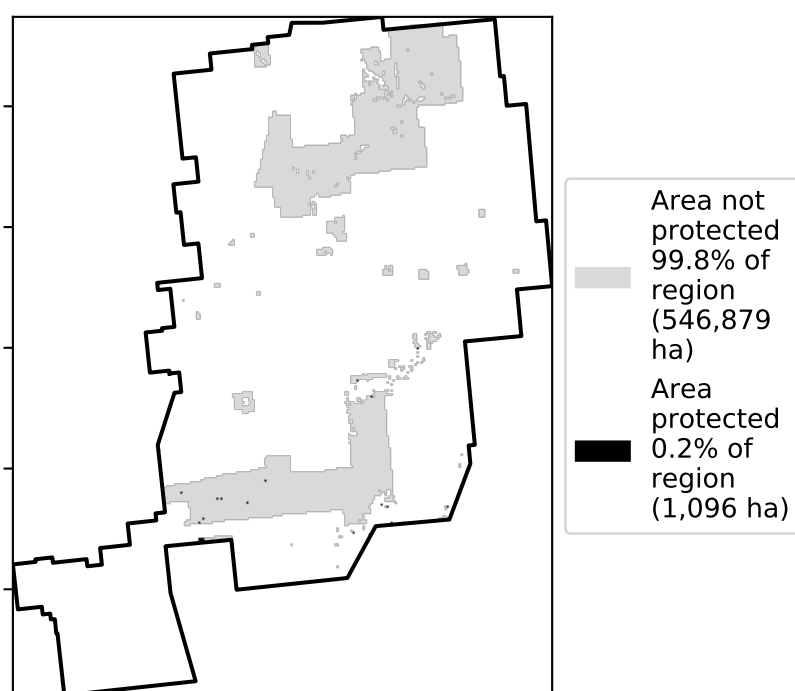 Area not
protected
99.8% of
region
(546,879
ha)
Area
protected
0.2% of
region
(1,096 ha)